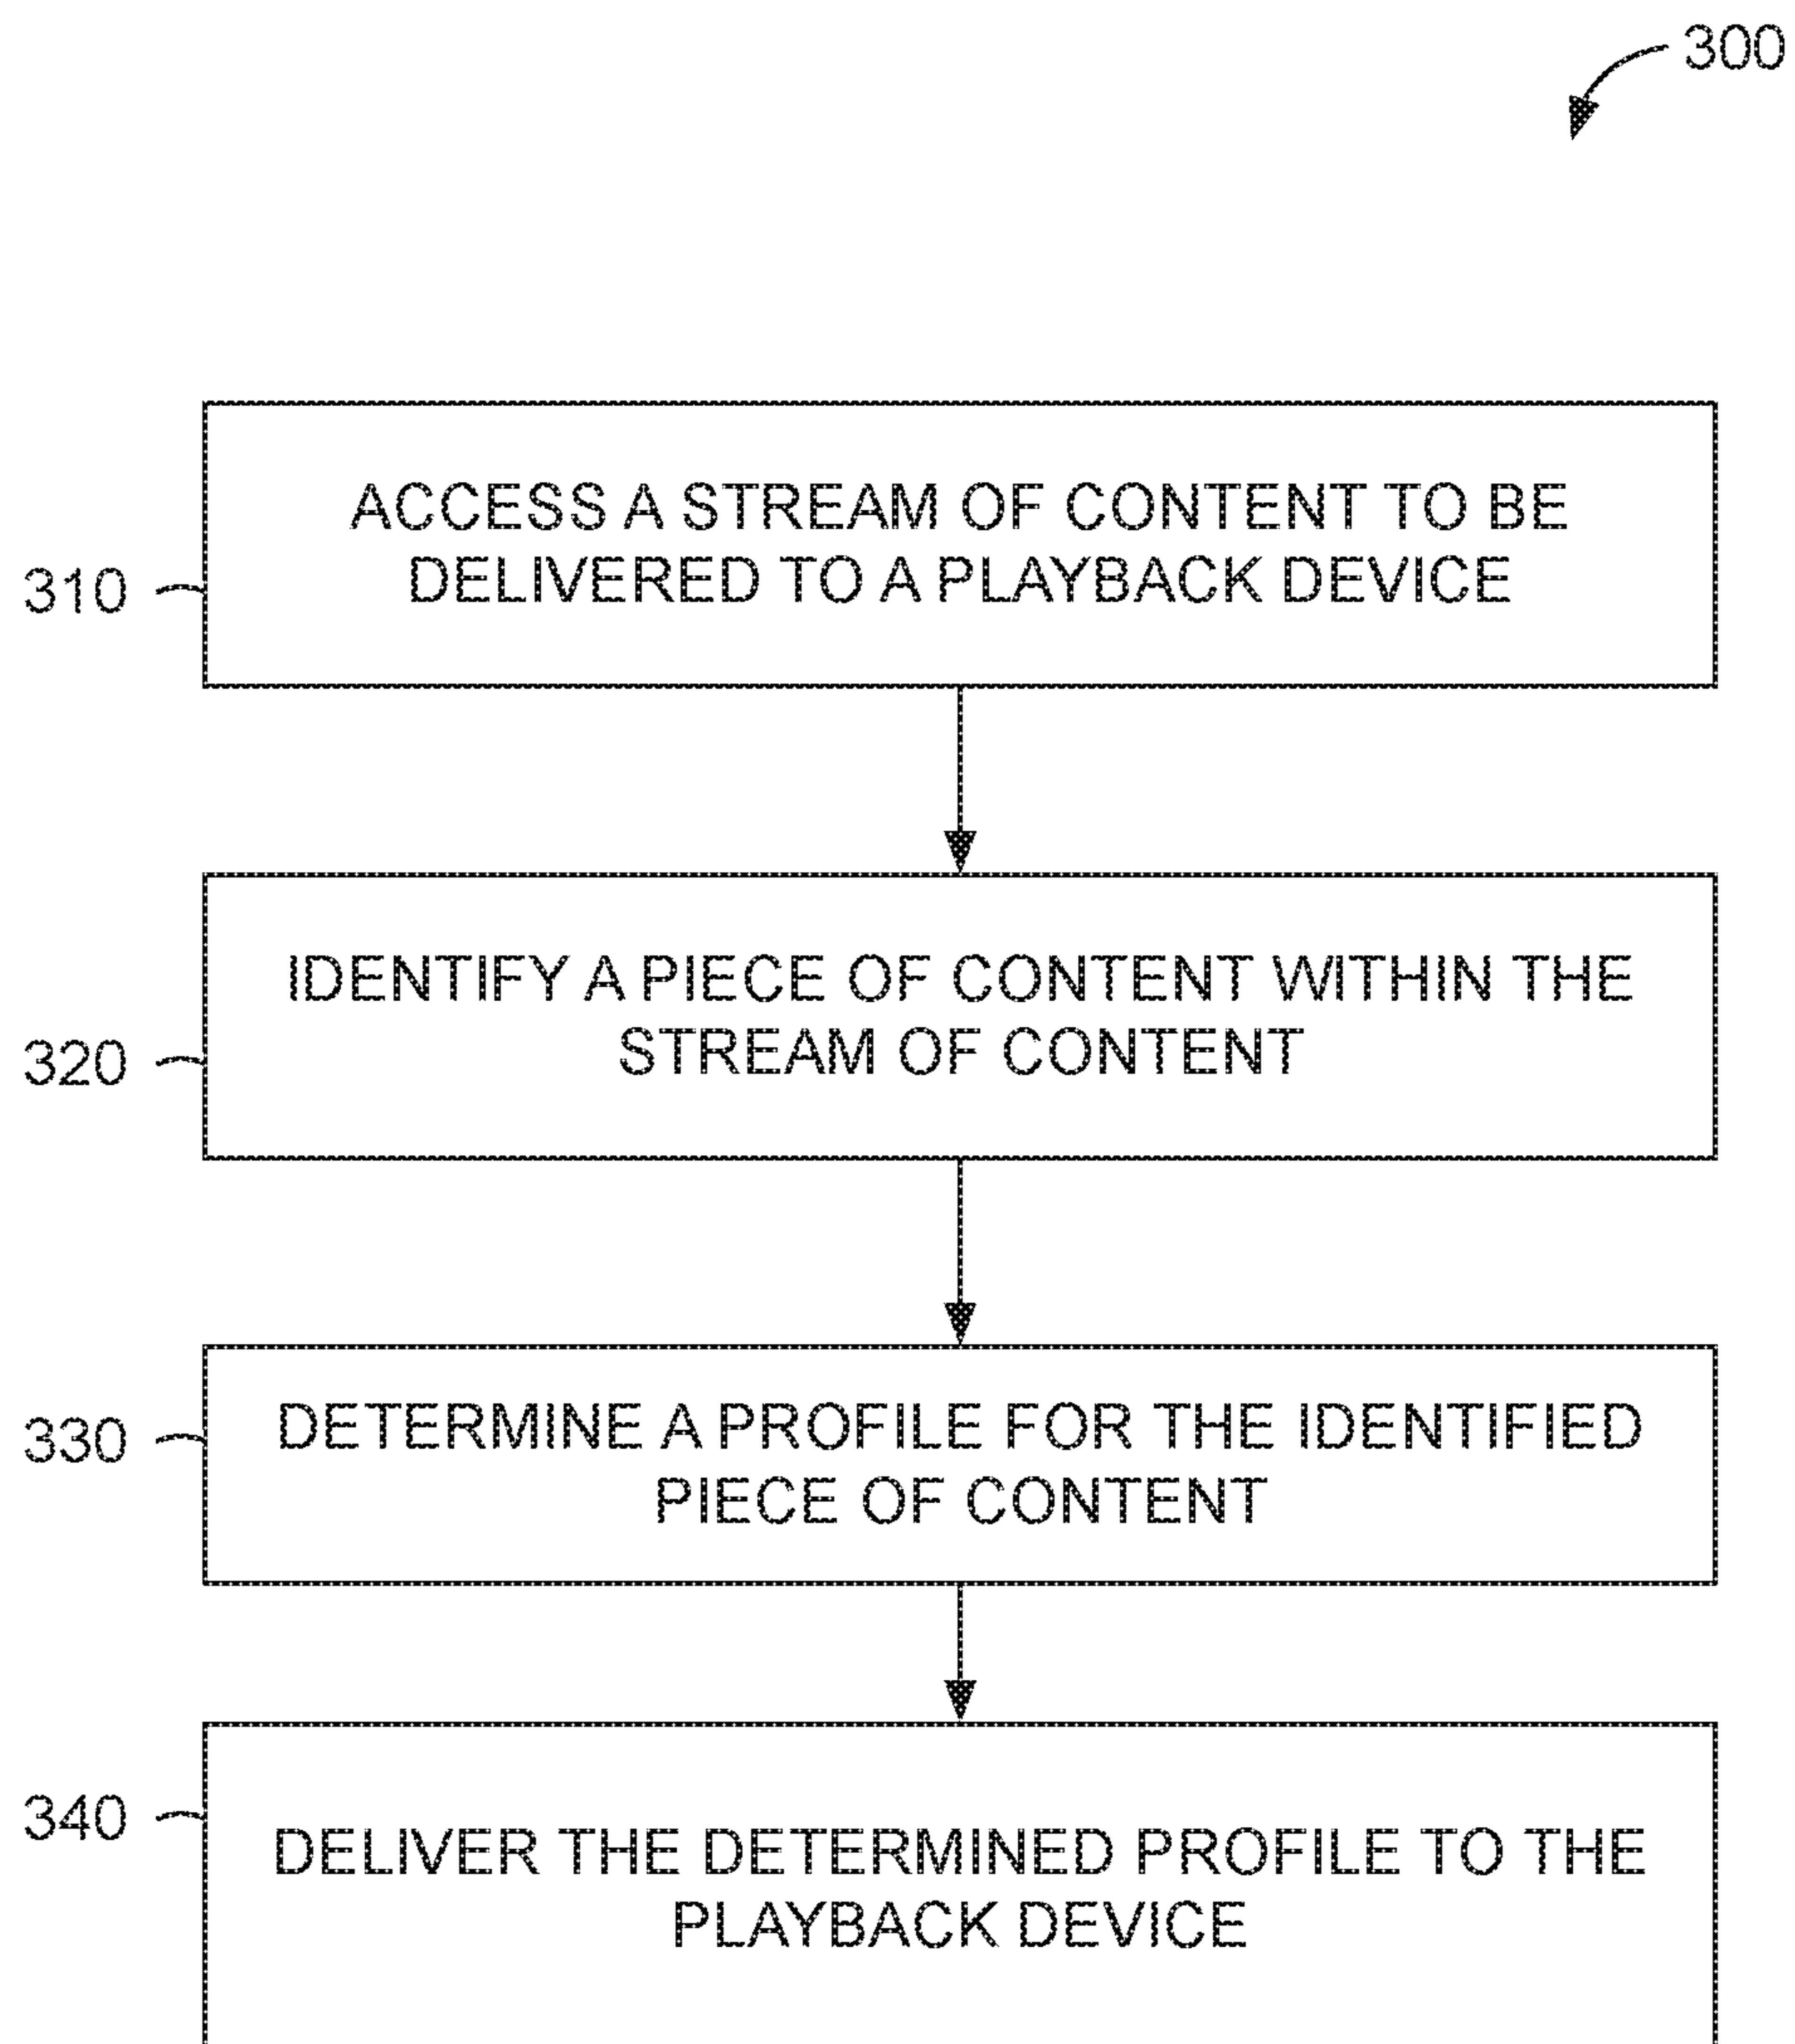 300
ACCESS A STREAM OF CONTENT TO BE
DELIVERED TO A PLAYBACK DEVICE
310
IDENTIFY A PIECE OF CONTENT WITHIN THE
STREAM OF CONTENT
320
DETERMINE A PROFILE FOR THE IDENTIFIED
PIECE OF CONTENT
330
DELIVER THE DETERMINED PROFILE TO THE
PLAYBACK DEVICE
340